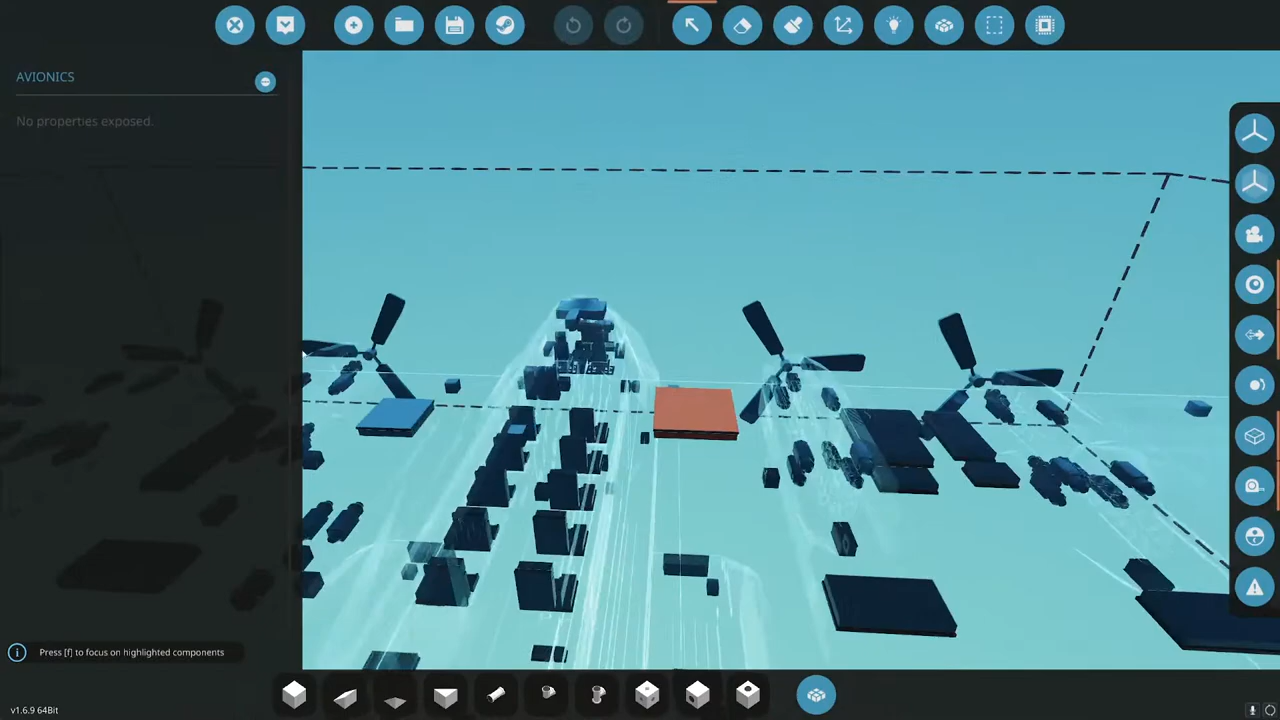 AVIONICS
No properties exposed.
Press [f] to focus on highlighted components
v1.6.9 64Bit